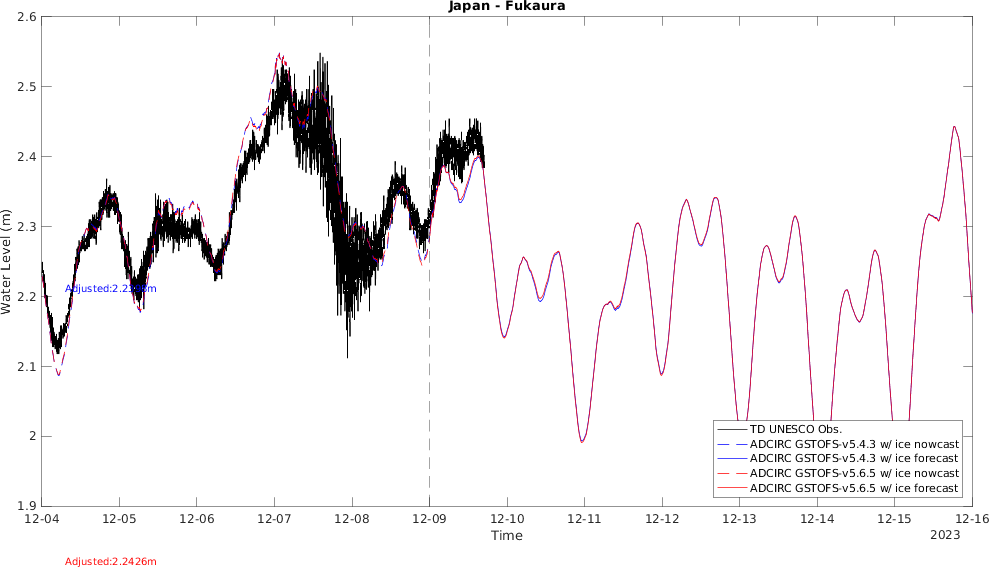 Japan - Fukaura
2.6
2.5
2.4
2.3
2.2
2.1
2
1.9
Water Level (m)
12-04 12-05 12-06 12-07 12-08 12-09 12-10 12-11 12-12 12-13 12-14 12-15 12-16
Time
2023
TD UNESCO Obs.
ADCIRC GSTOFS-v5.4.3 w/ ice nowcast
ADCIRC GSTOFS-v5.4.3 w/ ice forecast
ADCIRC GSTOFS-v5.6.5 w/ ice nowcast
ADCIRC GSTOFS-v5.6.5 w/ ice forecast
Adjusted:2.2426m